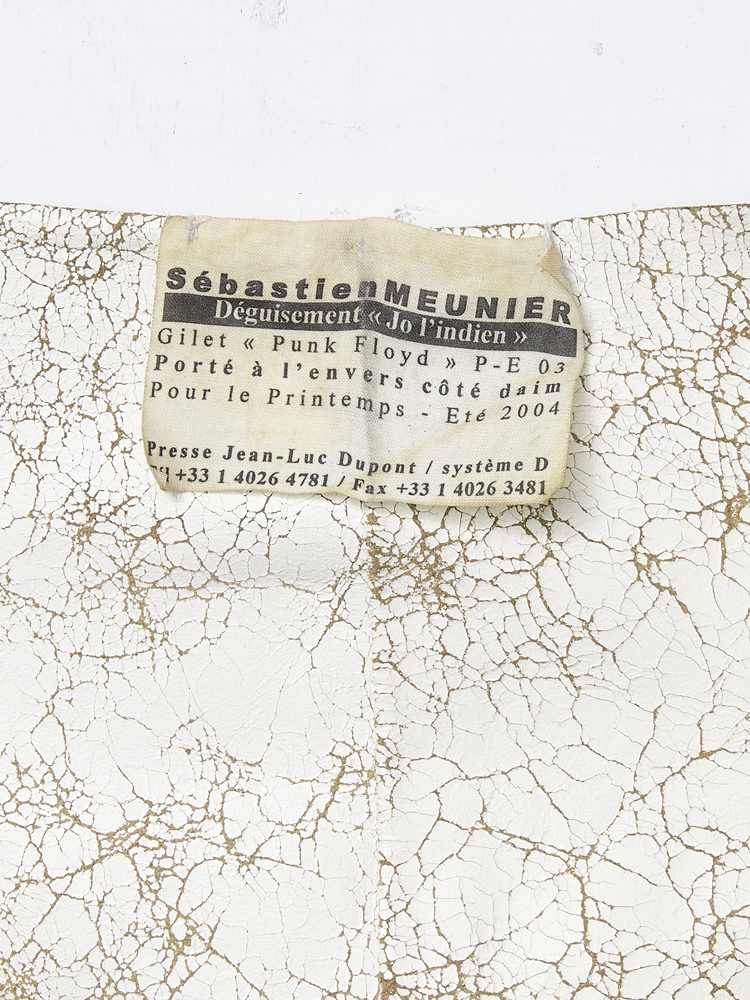 SébastienMEUNIER
Déguisement « Jo l'indien »
Gilet « Punk Floyd » P-E 03
Porté à l'envers côté daim
Pour le Printemps - Eté 2004
Presse Jean-Luc Dupont / système D
+33 1 4026 4781 / Fax +33 1 4026 3481